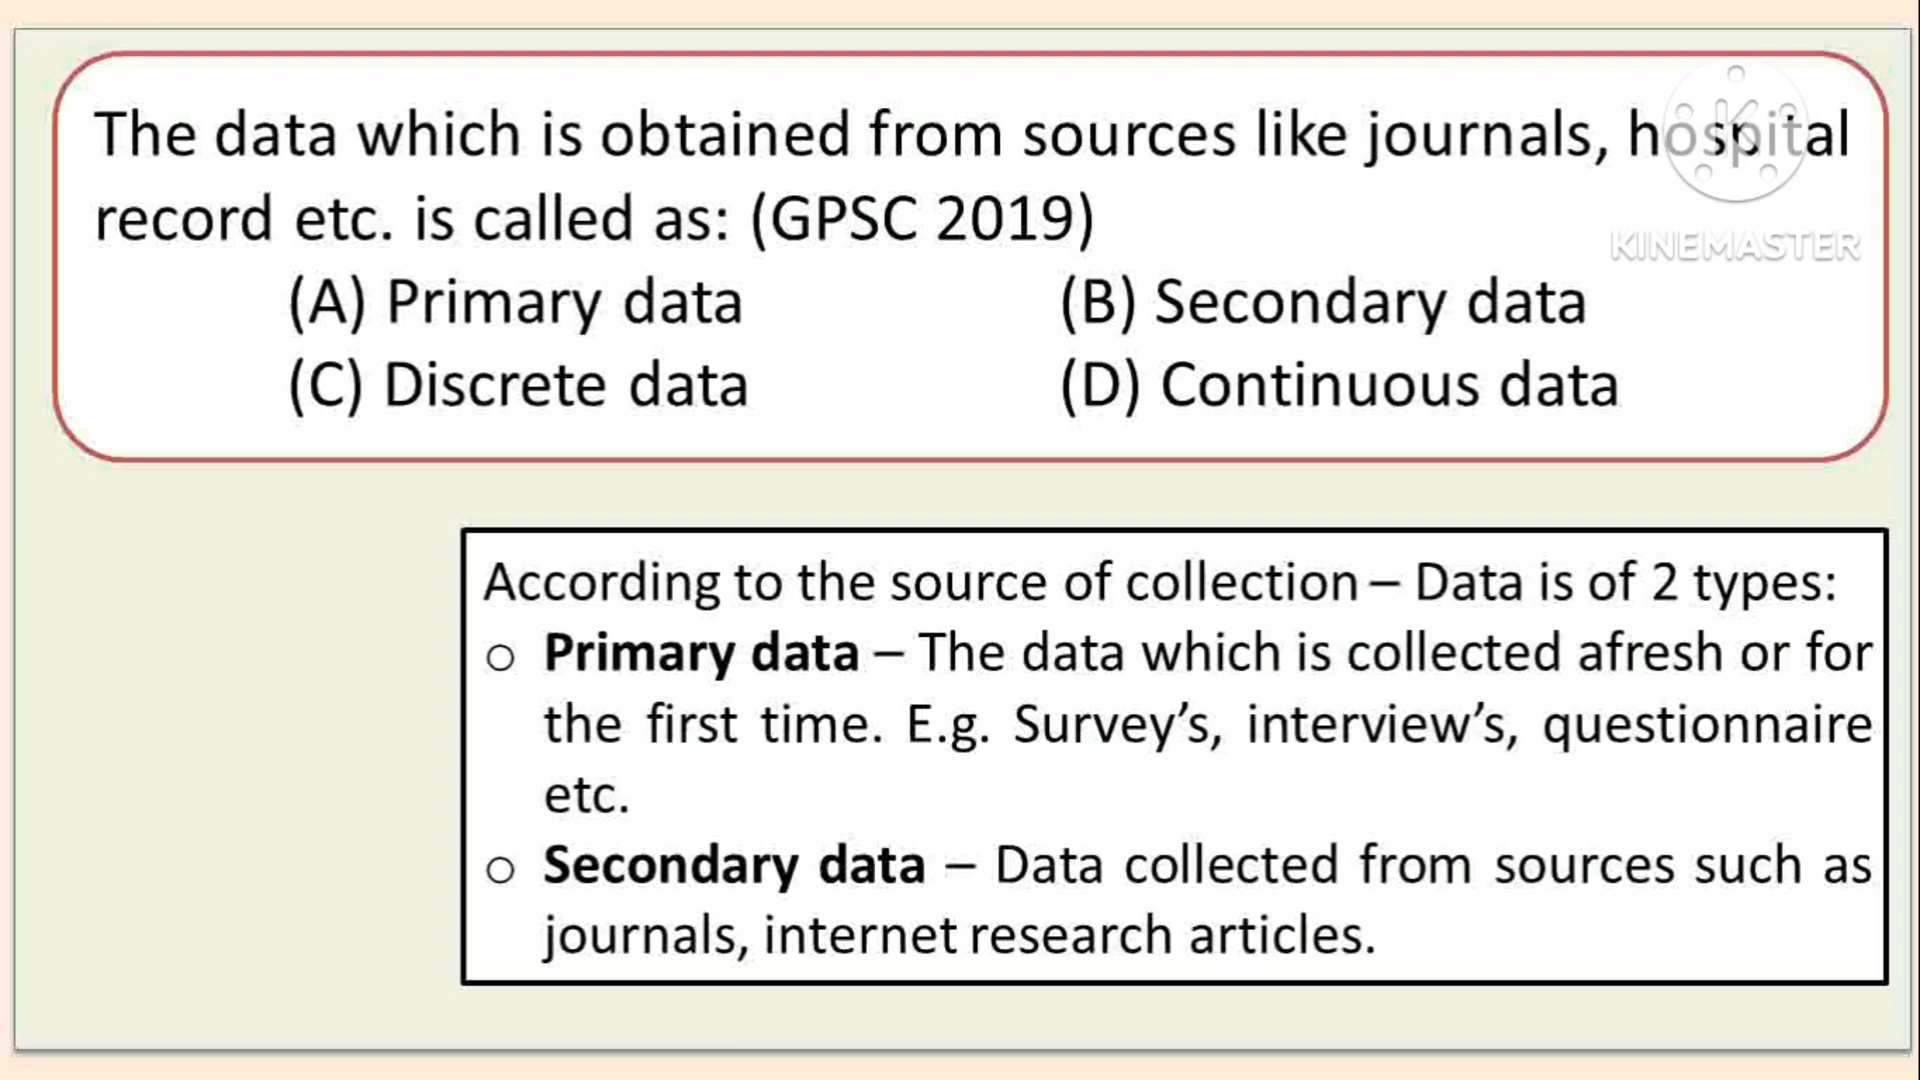 The data which is obtained from sources like journals, hospital
record etc. is called as: (GPSC 2019)
(A) Primary data (B) Secondary data
(C) Discrete data (D) Continuous data
KINEMASTER
According to the source of collection – Data is of 2 types:
o Primary data – The data which is collected afresh or for
the first time. E.g. Survey’s, interview’s, questionnaire
etc.
o Secondary data – Data collected from sources such as
journals, internet research articles.